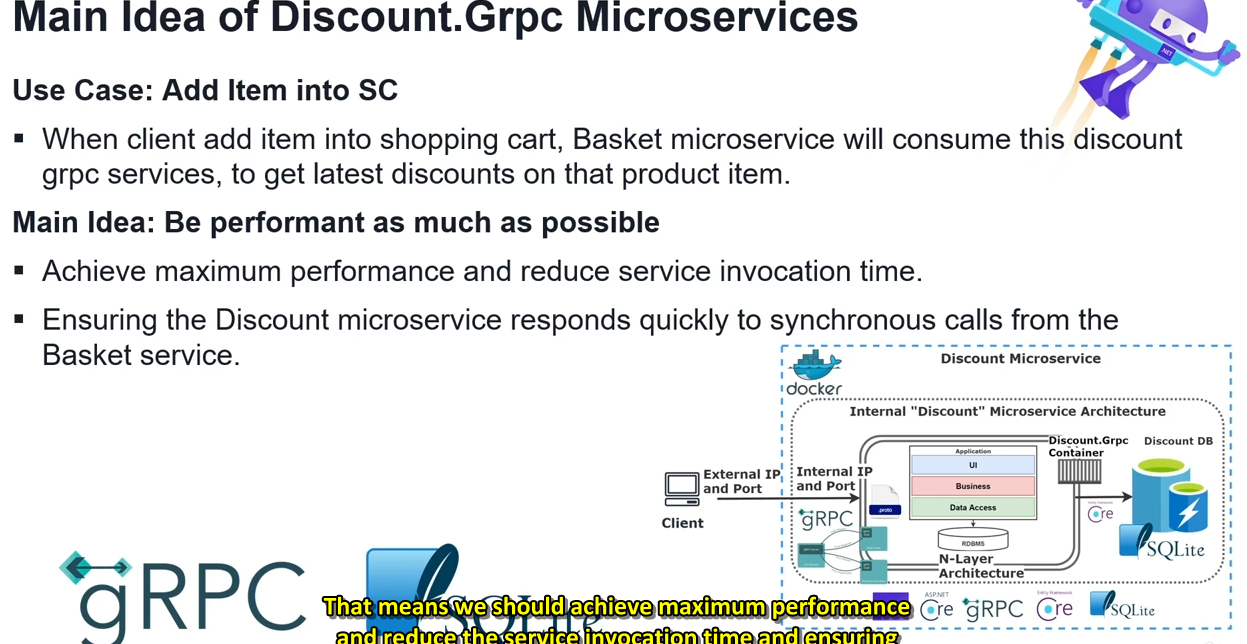 Main Idea of Discount.Grpc Microservices
Use Case: Add Item into SC
▪ When client add item into shopping cart, Basket microservice will consume this discount
grpc services, to get latest discounts on that product item.
Main Idea: Be performant as much as possible
▪ Achieve maximum performance and reduce service invocation time.
▪ Ensuring the Discount microservice responds quickly to synchronous calls from the
Basket service.
.NET
docker
Discount Microservice
Internal "Discount" Microservice Architecture
Client
External IP
and Port
Internal IP
and Port
.proto
gRPC
Application
UI
Business
Data Access
RDBMS
N-Layer
Architecture
Discount.Grpc
Container
Discount DB
Entity Framework
Core
SQLite
ASP.NET
Core
gRPC
Entity Framework
Core
SQLite
gRPC
SQLite
That means we should achieve maximum performance
and reduce the service invocation time and ensuring